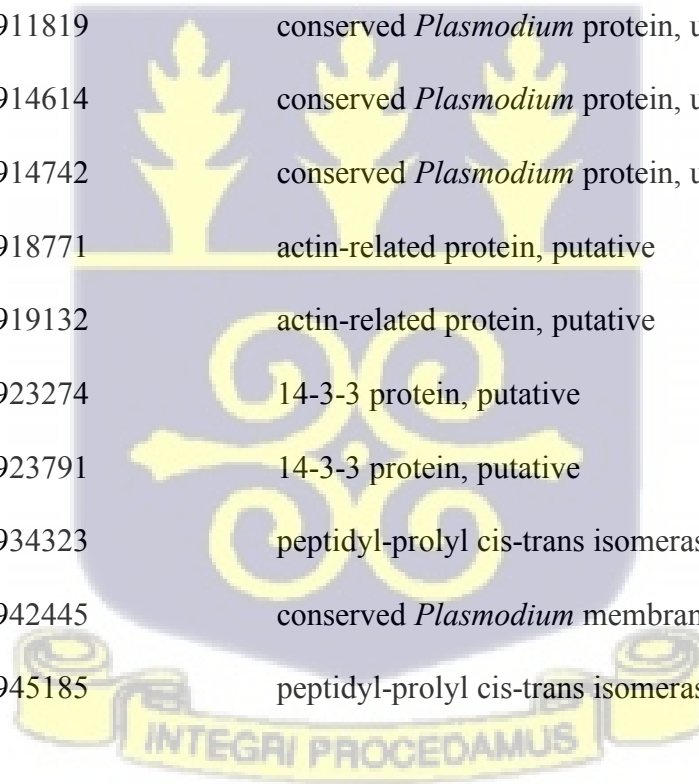 911819 conserved Plasmodium protein, u
914614 conserved Plasmodium protein, u
914742 conserved Plasmodium protein, u
918771 actin-related protein, putative
919132 actin-related protein, putative
923274 14-3-3 protein, putative
923791 14-3-3 protein, putative
934323 peptidyl-prolyl cis-trans isomeras
942445 conserved Plasmodium membran
945185 peptidyl-prolyl cis-trans isomeras
INTEGRI PROCEDAMUS